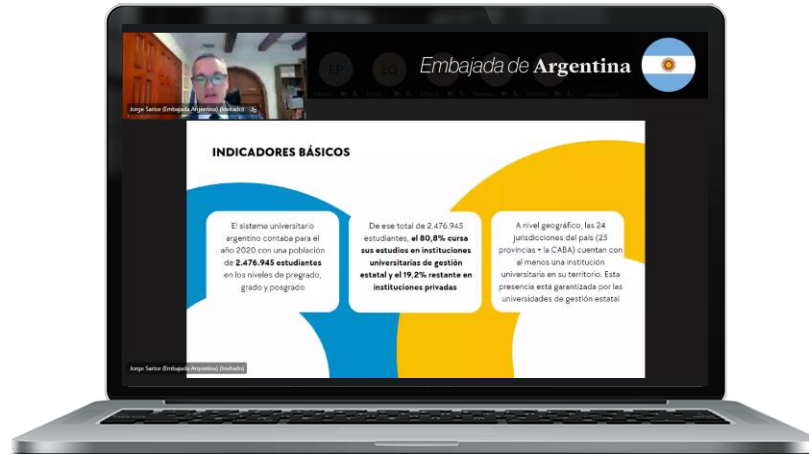 FP
EO
Embajada de Argentina
Jorge Sartor (Embajada Argentina) (Invitado)
INDICADORES BÁSICOS
El sistema universitario
argentino contaba para el
año 2020 con una población
de 2.476.945 estudiantes
en los niveles de pregrado,
grado y posgrado
De ese total de 2.476.945
estudiantes, el 80,8% cursa
sus estudios en instituciones
universitarias de gestión
estatal y el 19,2% restante en
instituciones privadas
A nivel geográfico, las 24
jurisdicciones del país (23
provincias + la CABA) cuentan con
al menos una institución
universitaria en su territorio. Esta
presencia está garantizada por las
universidades de gestión estatal
Jorge Sartor (Embajada Argentina) (Invitado)